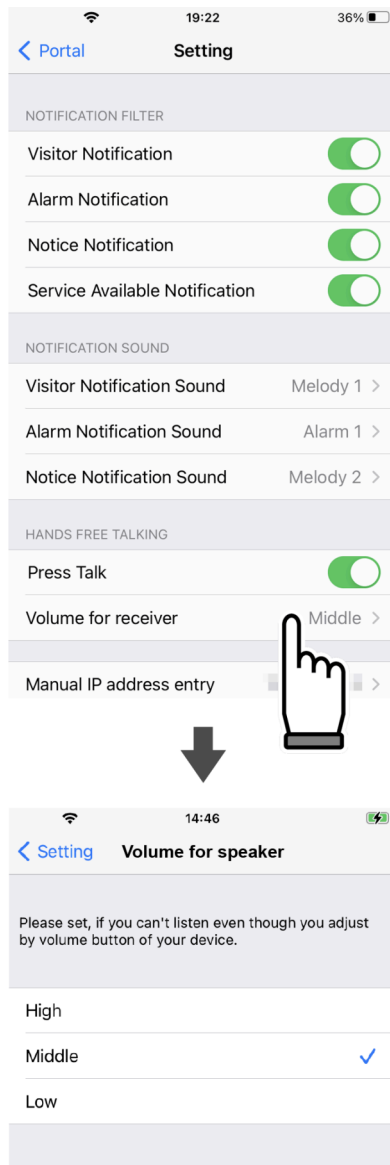 19:22 36%
Portal Setting
NOTIFICATION FILTER
Visitor Notification
Alarm Notification
Notice Notification
Service Available Notification
NOTIFICATION SOUND
Visitor Notification Sound Melody 1
Alarm Notification Sound Alarm 1
Notice Notification Sound Melody 2
HANDS FREE TALKING
Press Talk
Volume for receiver Middle
Manual IP address entry
14:46
Setting Volume for speaker
Please set, if you can't listen even though you adjust
by volume button of your device.
High
Middle
Low